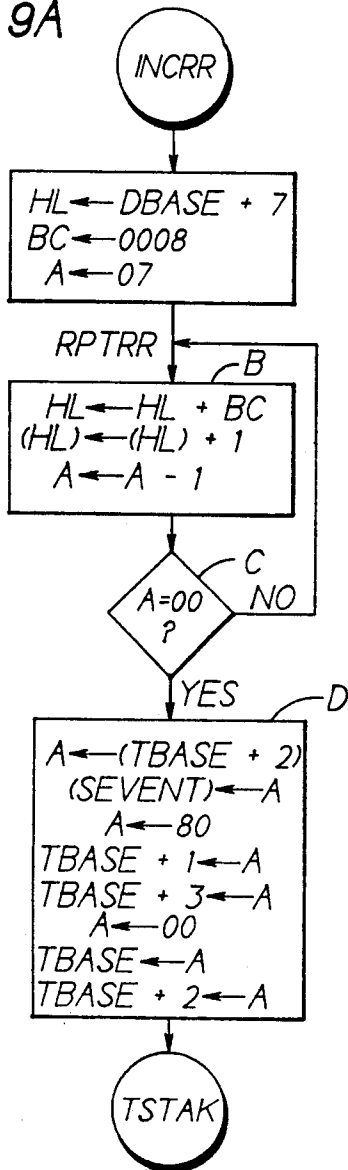 9A
INCRR
HL←DBASE + 7
BC←0008
A←07
RPTRR
B
HL←HL + BC
(HL)←(HL) + 1
A←A - 1
C
A=00
?
NO
YES
D
A←(TBASE + 2)
(SEVENT)←A
A←80
TBASE + 1←A
TBASE + 3←A
A←00
TBASE←A
TBASE + 2←A
TSTAK